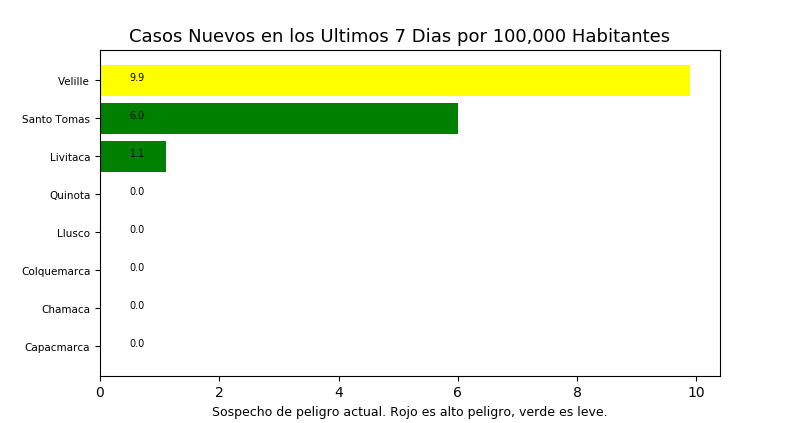 Casos Nuevos en los Ultimos 7 Dias por 100,000 Habitantes
Velille 9.9
Santo Tomas 6.0
Livitaca 1.1
Quinota 0.0
Llusco 0.0
Colquemarca 0.0
Chamaca 0.0
Capacmarca 0.0
0 2 4 6 8 10
Sospecho de peligro actual. Rojo es alto peligro, verde es leve.